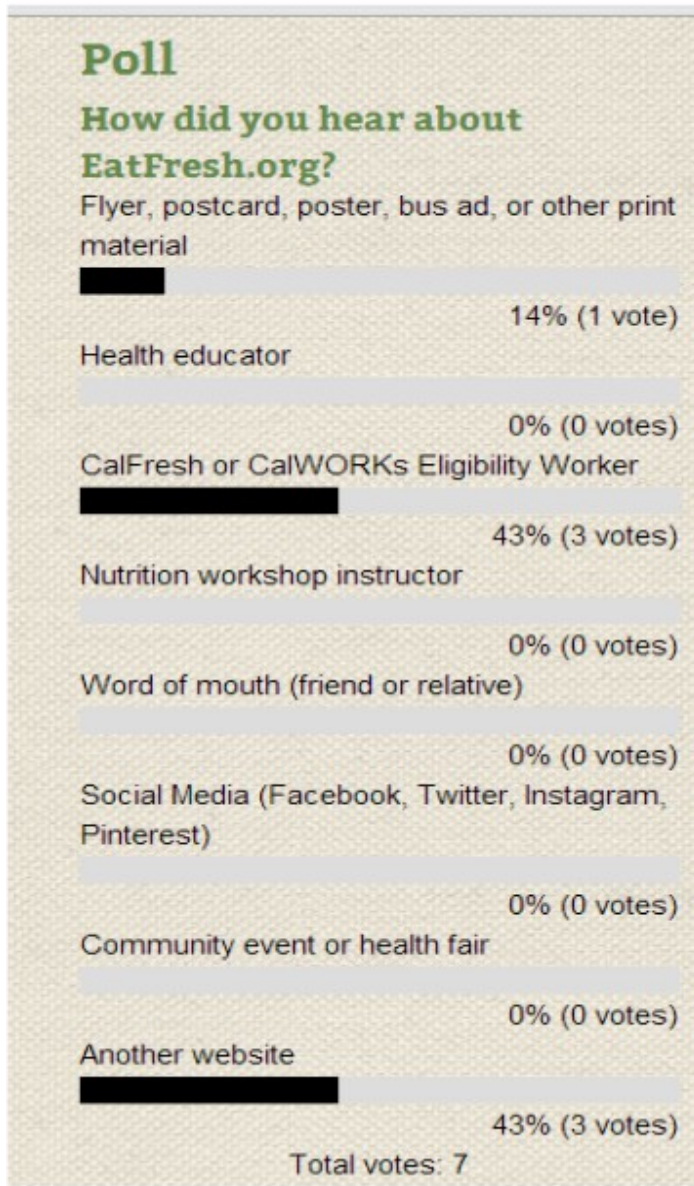 Poll
How did you hear about
EatFresh.org?
Flyer, postcard, poster, bus ad, or other print
material
14% (1 vote)
Health educator
0% (0 votes)
CalFresh or CalWORKs Eligibility Worker
43% (3 votes)
Nutrition workshop instructor
0% (0 votes)
Word of mouth (friend or relative)
0% (0 votes)
Social Media (Facebook, Twitter, Instagram,
Pinterest)
0% (0 votes)
Community event or health fair
0% (0 votes)
Another website
43% (3 votes)
Total votes: 7